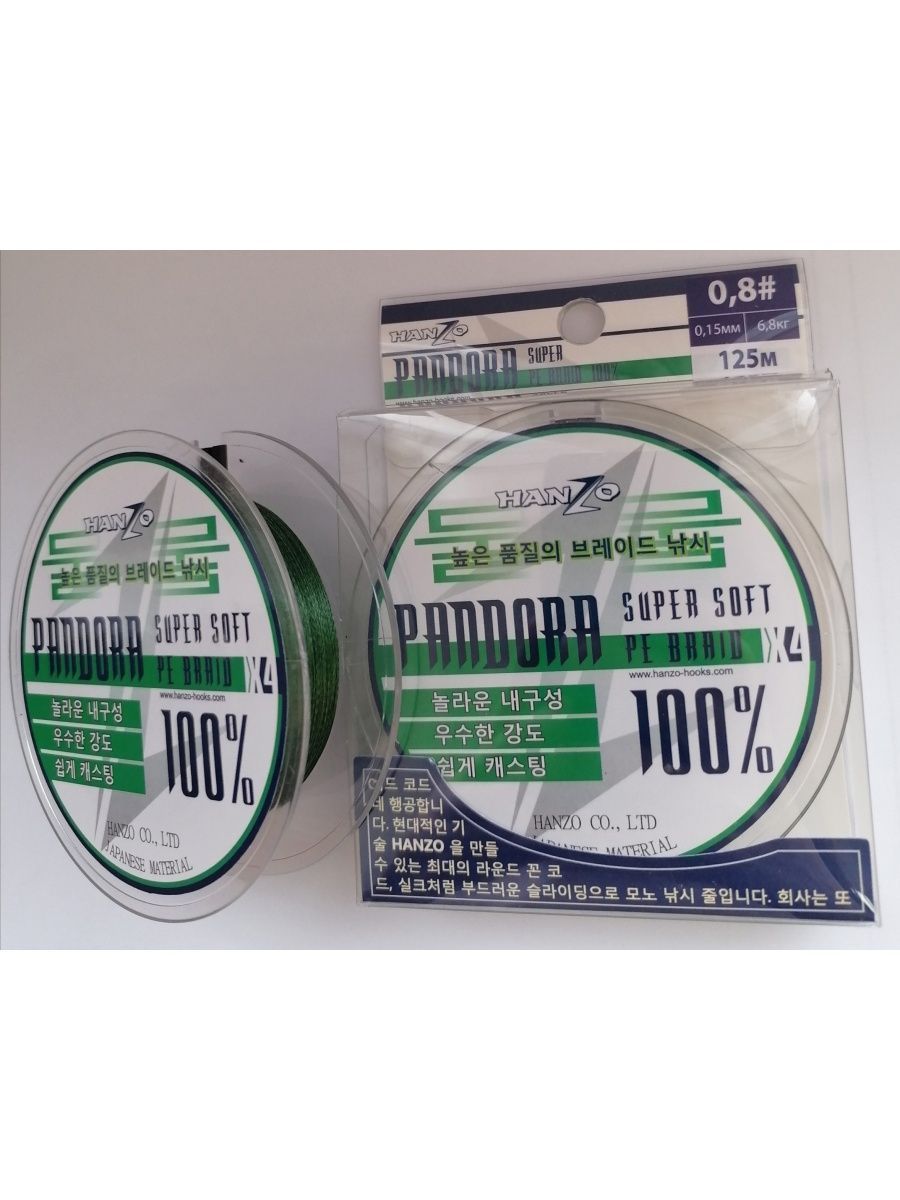 HANZO
높은 품질의 브레이드 낚시
PANDORA
SUPER SOFT
PE BRAID X4
www.hanzo-hooks.com
놀라운 내구성
우수한 강도
쉽게 캐스팅
100%
HANZO CO., LTD
JAPANESE MATERIAL
0,8#
0,15мм
6,8кг
125м
HANZO
PANDORA
SUPER
PE BRAID 100%
www.hanzo-hooks.com
HANZO
높은 품질의 브레이드 낚시
PANDORA
SUPER SOFT
PE BRAID X4
www.hanzo-hooks.com
놀라운 내구성
우수한 강도
쉽게 캐스팅
100%
HANZO CO., LTD
JAPANESE MATERIAL
코드
네 행공합니
다. 현대적인 기
술 HANZO 을 만들
수 있는 최대의 라운드 꼰 코
드, 실크처럼 부드러운 슬라이딩으로 모노 낚시 줄입니다. 회사는 또